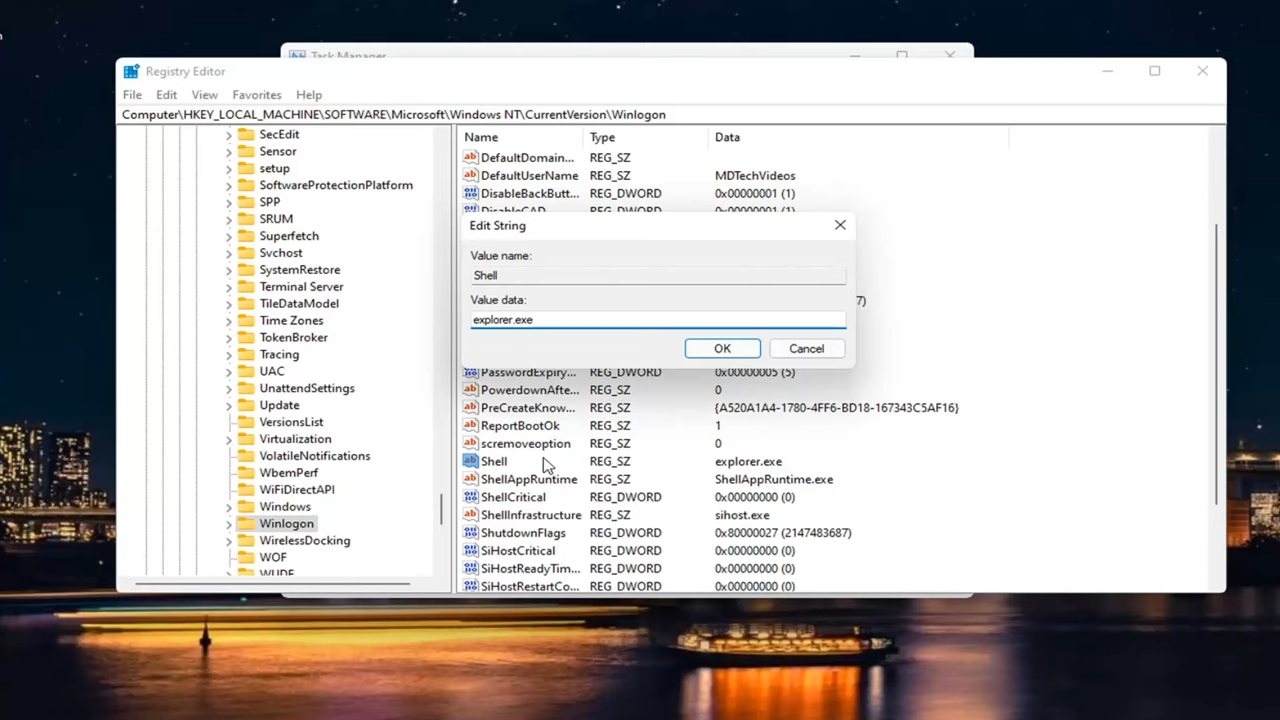 Task Manager
Registry Editor
File Edit View Favorites Help
Computer\HKEY_LOCAL_MACHINE\SOFTWARE\Microsoft\Windows NT\CurrentVersion\Winlogon
SecEdit
Sensor
setup
SoftwareProtectionPlatform
SPP
SRUM
Superfetch
Svchost
SystemRestore
Terminal Server
TileDataModel
Time Zones
TokenBroker
Tracing
UAC
UnattendSettings
Update
VersionsList
Virtualization
VolatileNotifications
WbemPerf
WiFiDirectAPI
Windows
Winlogon
WirelessDocking
WOF
WUDF
Name Type Data
DefaultDomain... REG_SZ
DefaultUserName REG_SZ MDTechVideos
DisableBackButt... REG_DWORD 0x00000001 (1)
DisableCAD REG_DWORD 0x00000001 (1)
Edit String
Value name:
Shell
Value data:
7)
explorer.exe
OK Cancel
PasswordExpiry... REG_DWORD 0x00000005 (5)
PowerdownAfte... REG_SZ 0
PreCreateKnow... REG_SZ {A520A1A4-1780-4FF6-BD18-167343C5AF16}
ReportBootOk REG_SZ 1
scremoveoption REG_SZ 0
Shell REG_SZ explorer.exe
ShellAppRuntime REG_SZ ShellAppRuntime.exe
ShellCritical REG_DWORD 0x00000000 (0)
ShellInfrastructure REG_SZ sihost.exe
ShutdownFlags REG_DWORD 0x80000027 (2147483687)
SiHostCritical REG_DWORD 0x00000000 (0)
SiHostReadyTim... REG_DWORD 0x00000000 (0)
SiHostRestartCo... REG_DWORD 0x00000000 (0)